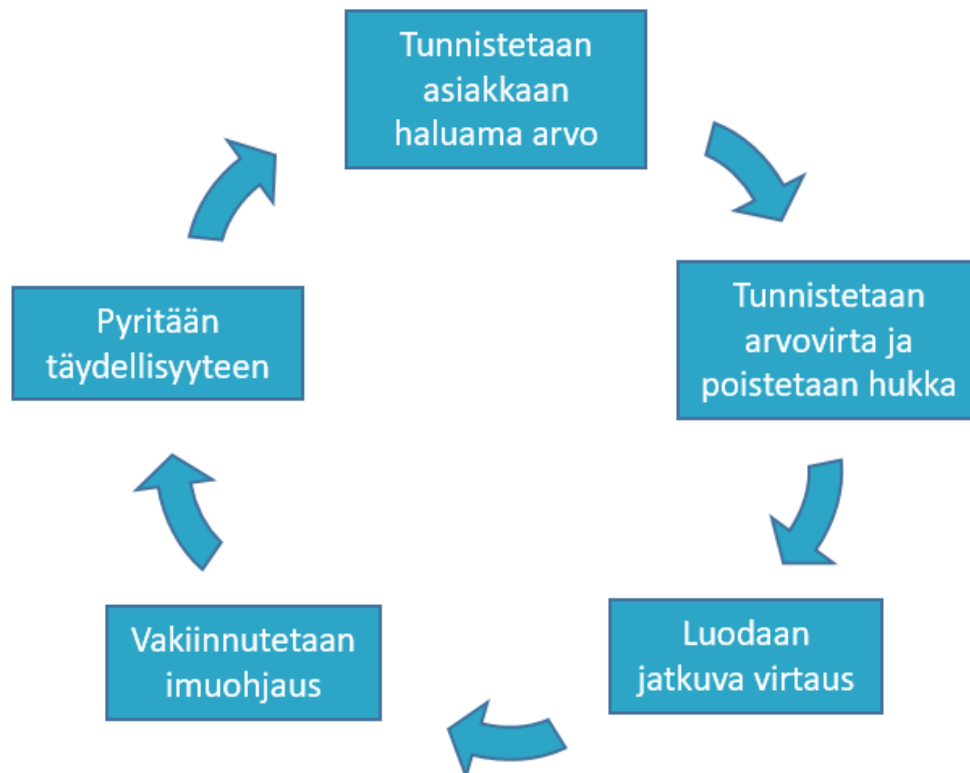 Tunnistetaan
asiakkaan
haluama arvo
Tunnistetaan
arvovirta ja
poistetaan hukka
Luodaan
jatkuva virtaus
Vakiinnutetaan
imuohjaus
Pyritään
täydellisyyteen